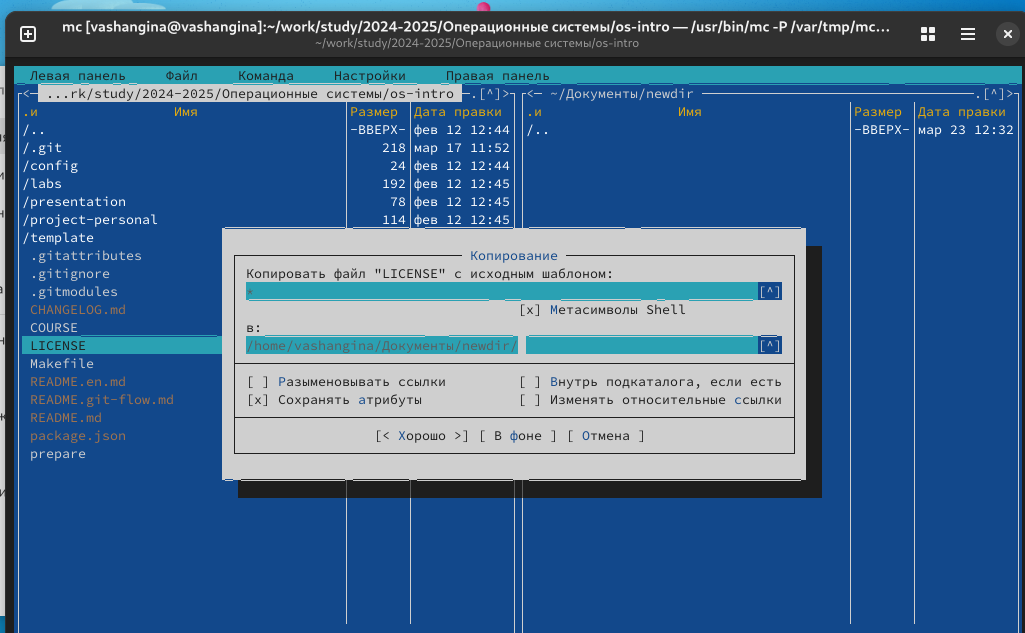 mc [vashangina@vashangina]:~/work/study/2024-2025/Операционные системы/os-intro — /usr/bin/mc -P /var/tmp/mc...
~/work/study/2024-2025/Операционные системы/os-intro
Левая панель Файл Команда Настройки Правая панель
<— ...rk/study/2024-2025/Операционные системы/os-intro —.[^]> <— ~/Документы/newdir .[^]>
.и Имя Размер Дата правки .и Имя Размер Дата правки
/.. -ВВЕРХ- фев 12 12:44 /.. -ВВЕРХ- мар 23 12:32
/.git 218 мар 17 11:52
/config 24 фев 12 12:44
/labs 192 фев 12 12:45
/presentation 78 фев 12 12:45
/project-personal 114 фев 12 12:45
/template
.gitattributes
.gitignore
.gitmodules
CHANGELOG.md
COURSE
LICENSE
Makefile
README.en.md
README.git-flow.md
README.md
package.json
prepare
Копирование
Копировать файл "LICENSE" с исходным шаблоном:
* [^]
[x] Метасимволы Shell
в:
/home/vashangina/Документы/newdir/ [^]
[ ] Разыменовывать ссылки [ ] Внутрь подкаталога, если есть
[x] Сохранять атрибуты [ ] Изменять относительные ссылки
[< Хорошо >] [ В фоне ] [ Отмена ]